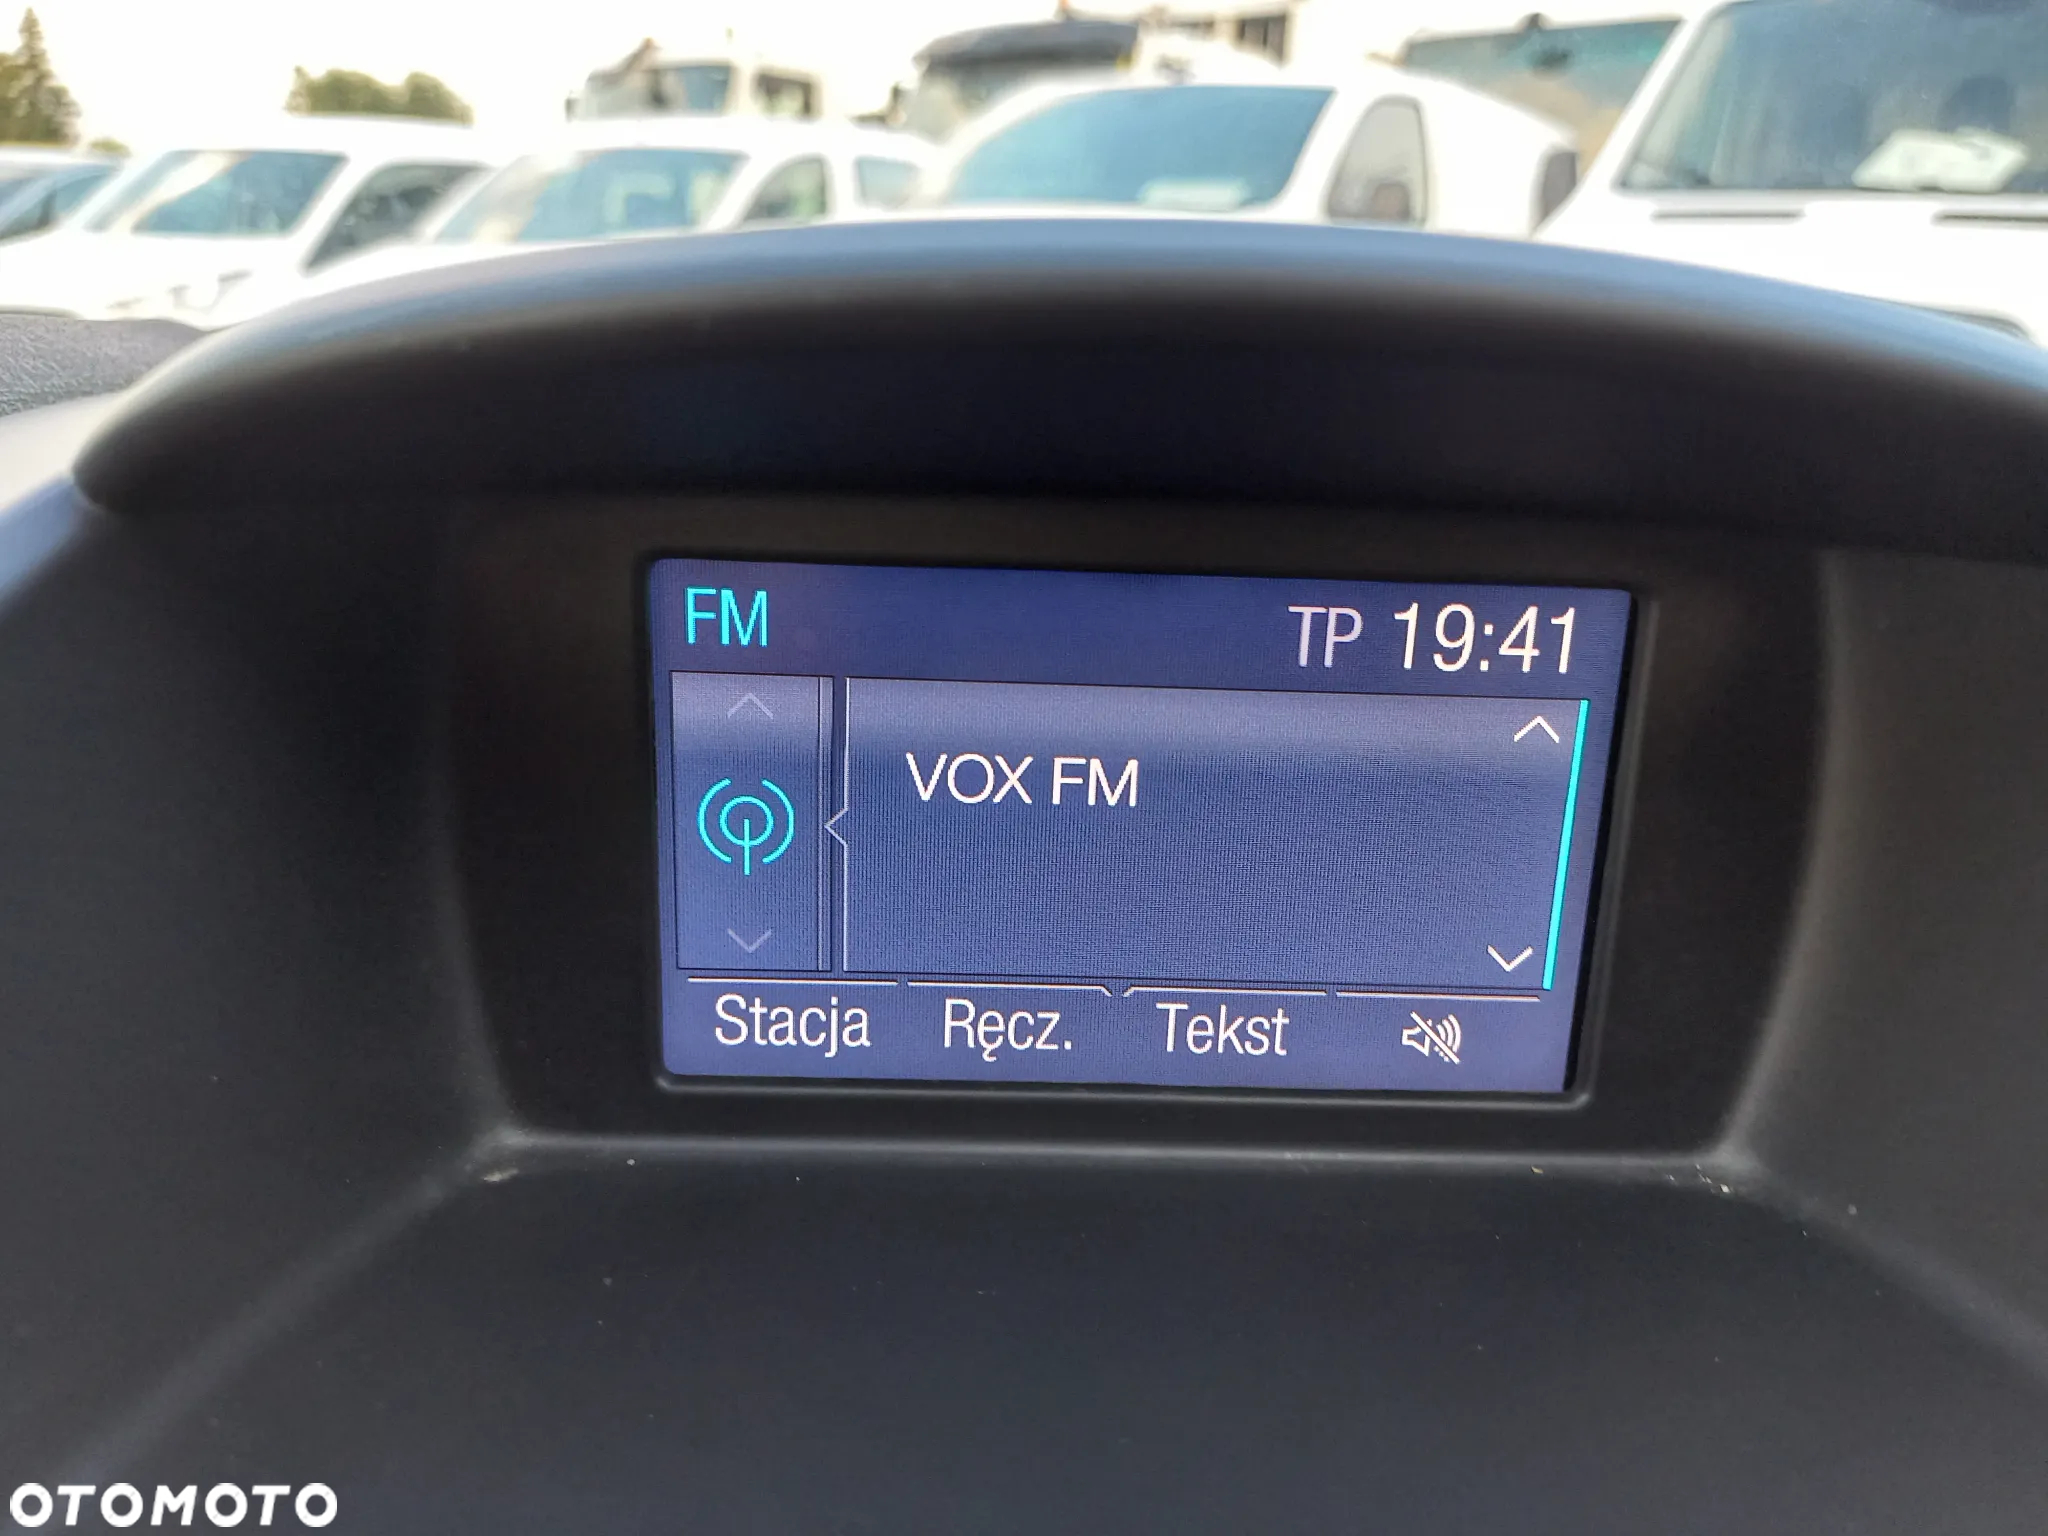 FM
TP 19:41
VOX FM
Stacja Ręcz. Tekst
OTOMOTO